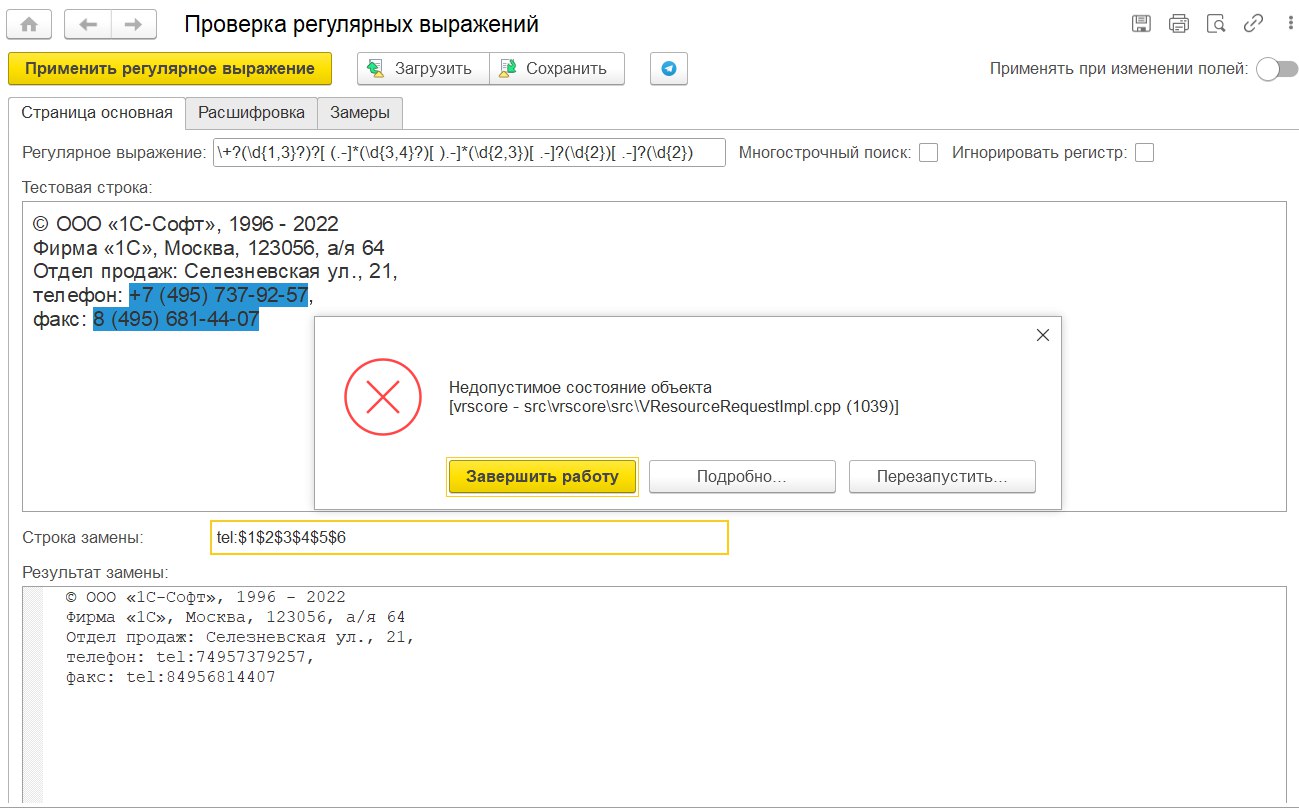 Проверка регулярных выражений
Применить регулярное выражение Загрузить Сохранить Применять при изменении полей:
Страница основная Расшифровка Замеры
Регулярное выражение: \+?(\d{1,3}?)?[ (.-]*(\d{3,4}?)[ ).-]*(\d{2,3})[ .-]?(\d{2})[ .-]?(\d{2}) Многострочный поиск: Игнорировать регистр:
Тестовая строка:
© ООО «1С-Софт», 1996 - 2022
Фирма «1С», Москва, 123056, а/я 64
Отдел продаж: Селезневская ул., 21,
телефон: +7 (495) 737-92-57,
факс: 8 (495) 681-44-07
Недопустимое состояние объекта
[vrscore - src\vrscore\src\VResourceRequestImpl.cpp (1039)]
Завершить работу Подробно... Перезапустить...
Строка замены: tel:$1$2$3$4$5$6
Результат замены:
© ООО «1С-Софт», 1996 - 2022
Фирма «1С», Москва, 123056, а/я 64
Отдел продаж: Селезневская ул., 21,
телефон: tel:74957379257,
факс: tel:84956814407